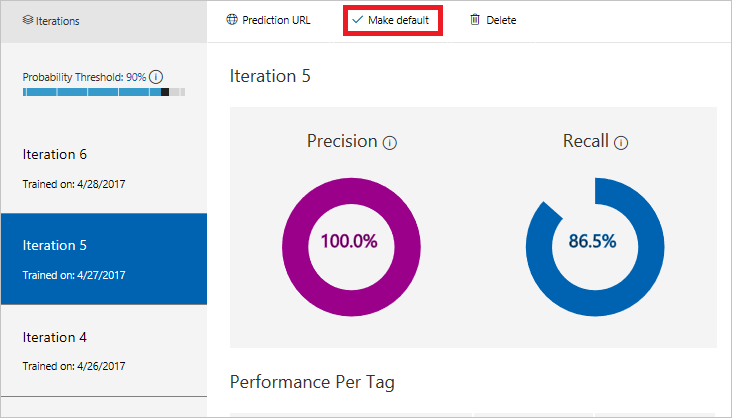 Iterations
Prediction URL
Make default
Delete
Probability Threshold: 90%
Iteration 6
Trained on: 4/28/2017
Iteration 5
Trained on: 4/27/2017
Iteration 4
Trained on: 4/26/2017
Iteration 5
Precision
Recall
100.0%
86.5%
Performance Per Tag